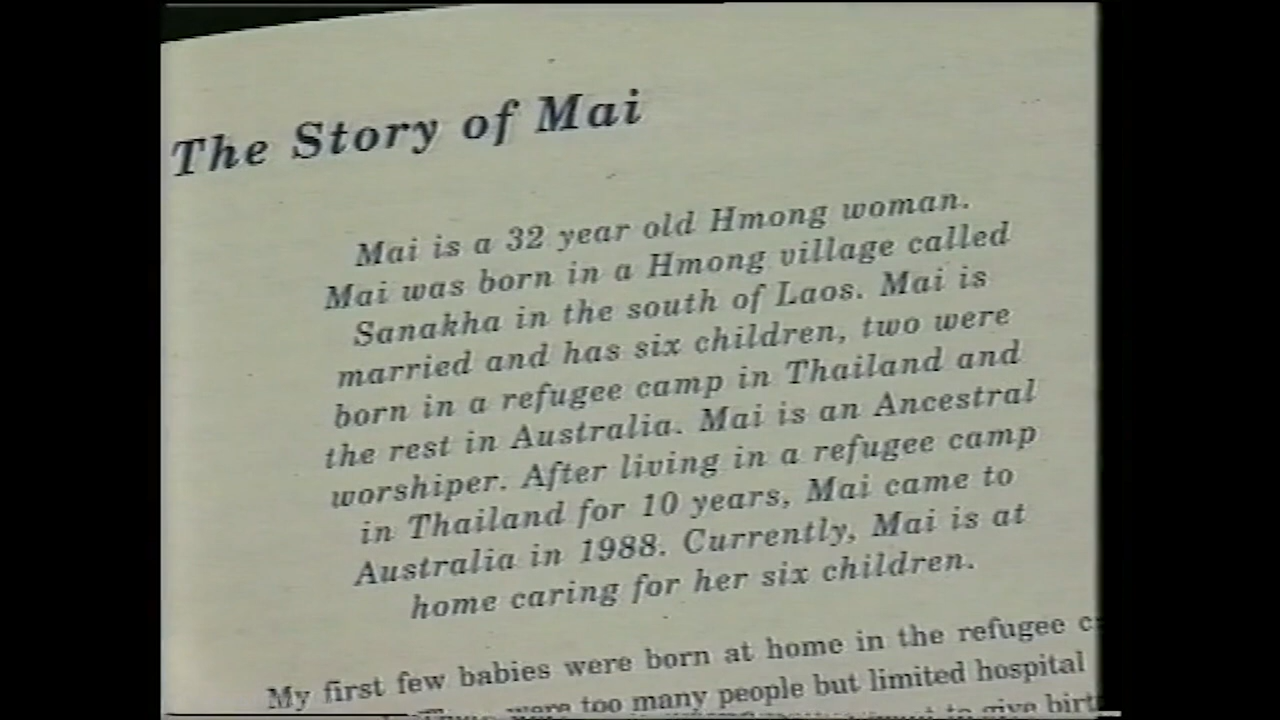 The Story of Mai
Mai is a 32 year old Hmong woman.
Mai was born in a Hmong village called
Sanakha in the south of Laos. Mai is
married and has six children, two were
born in a refugee camp in Thailand and
the rest in Australia. Mai is an Ancestral
worshiper. After living in a refugee camp
in Thailand for 10 years, Mai came to
Australia in 1988. Currently, Mai is at
home caring for her six children.
My first few babies were born at home in the refugee
were too many people but limited hospital
to give